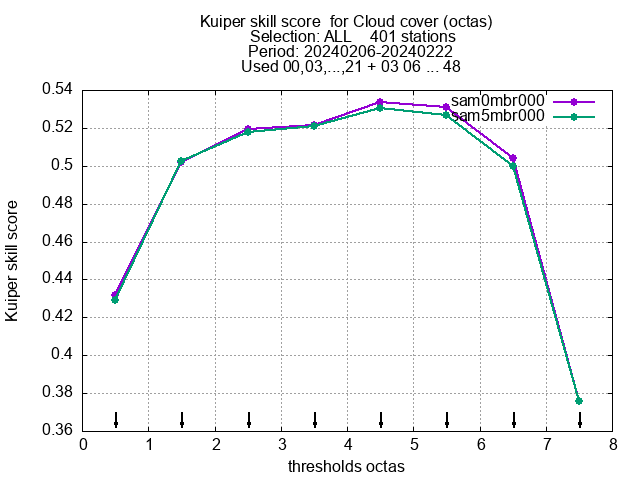 Kuiper skill score  for Cloud cover (octas)
Selection: ALL    401 stations
Period: 20240206-20240222
Used 00,03,...,21 + 03 06 ... 48
sam0mbr000
sam5mbr000
0.54
0.52
0.5
0.48
0.46
0.44
0.42
0.4
0.38
0.36
Kuiper skill score
0 1 2 3 4 5 6 7 8
thresholds octas